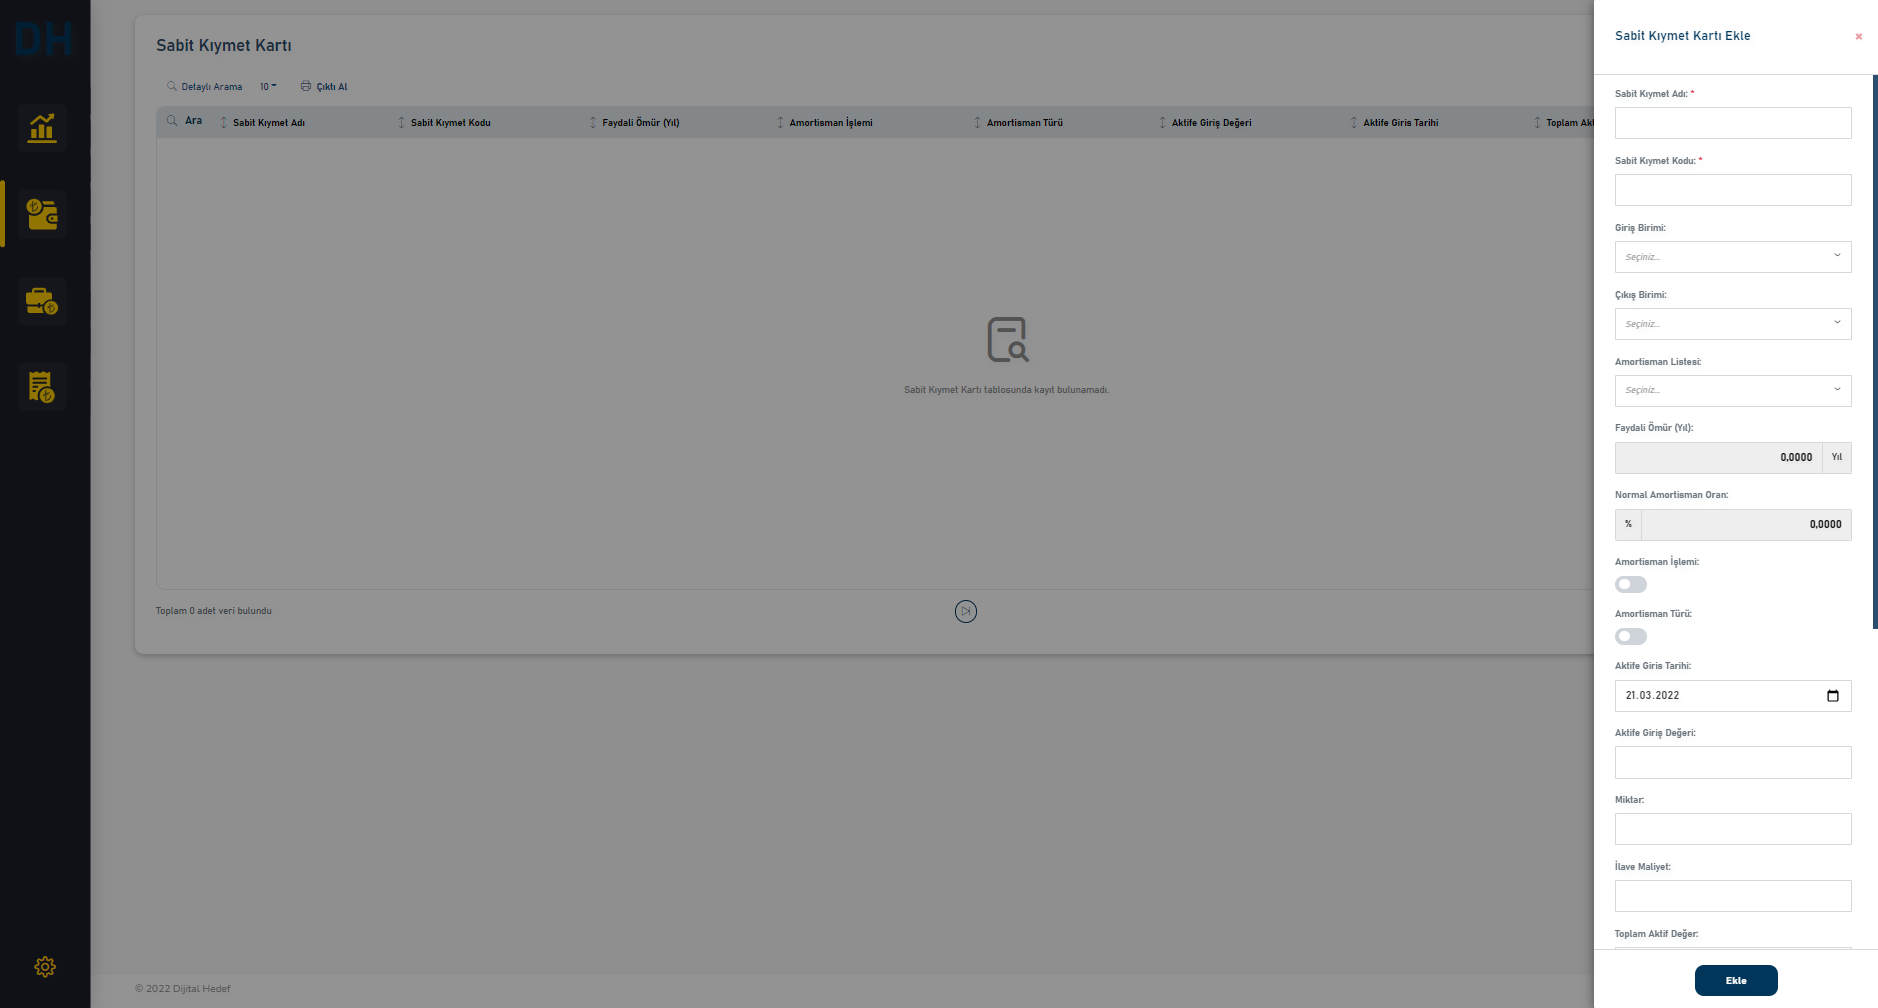 DH
Sabit Kıymet Kartı
Detaylı Arama 10 Çıktı Al
Ara Sabit Kıymet Adı Sabit Kıymet Kodu Faydali Ömür (Yıl) Amortisman İşlemi Amortisman Türü Aktife Giriş Değeri Aktife Giris Tarihi Toplam Akt
Sabit Kıymet Kartı tablosunda kayıt bulunamadı.
Toplam 0 adet veri bulundu
© 2022 Dijital Hedef
Sabit Kıymet Kartı Ekle
Sabit Kıymet Adı: *
Sabit Kıymet Kodu: *
Giriş Birimi:
Seçiniz...
Çıkış Birimi:
Seçiniz...
Amortisman Listesi:
Seçiniz...
Faydali Ömür (Yıl):
0,0000 Yıl
Normal Amortisman Oran:
% 0,0000
Amortisman İşlemi:
Amortisman Türü:
Aktife Giris Tarihi:
21.03.2022
Aktife Giriş Değeri:
Miktar:
İlave Maliyet:
Toplam Aktif Değer:
Ekle